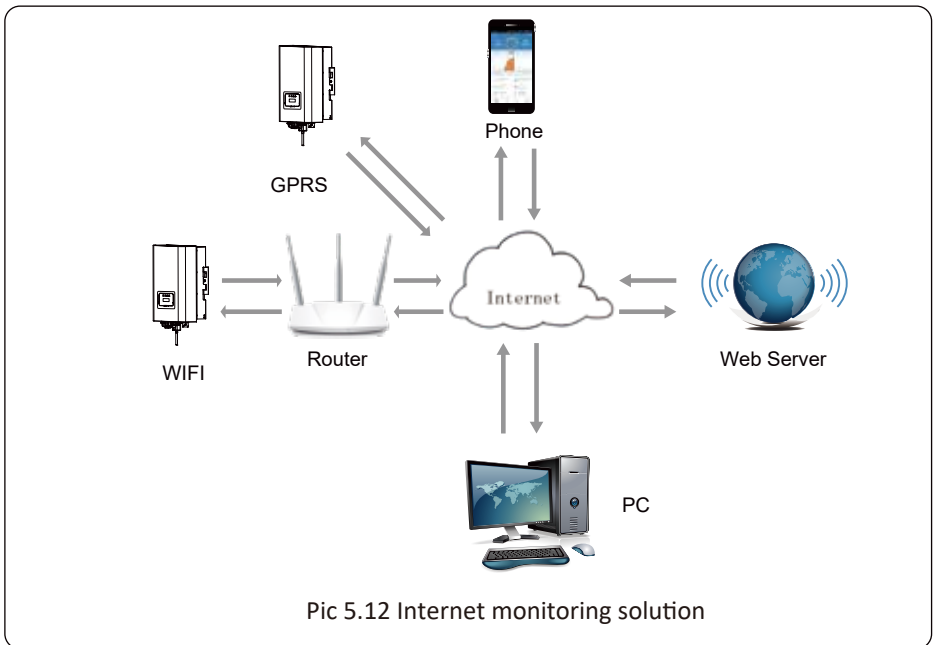 Phone
GPRS
Internet
WIFI
Router
Web Server
PC
Pic 5.12 Internet monitoring solution